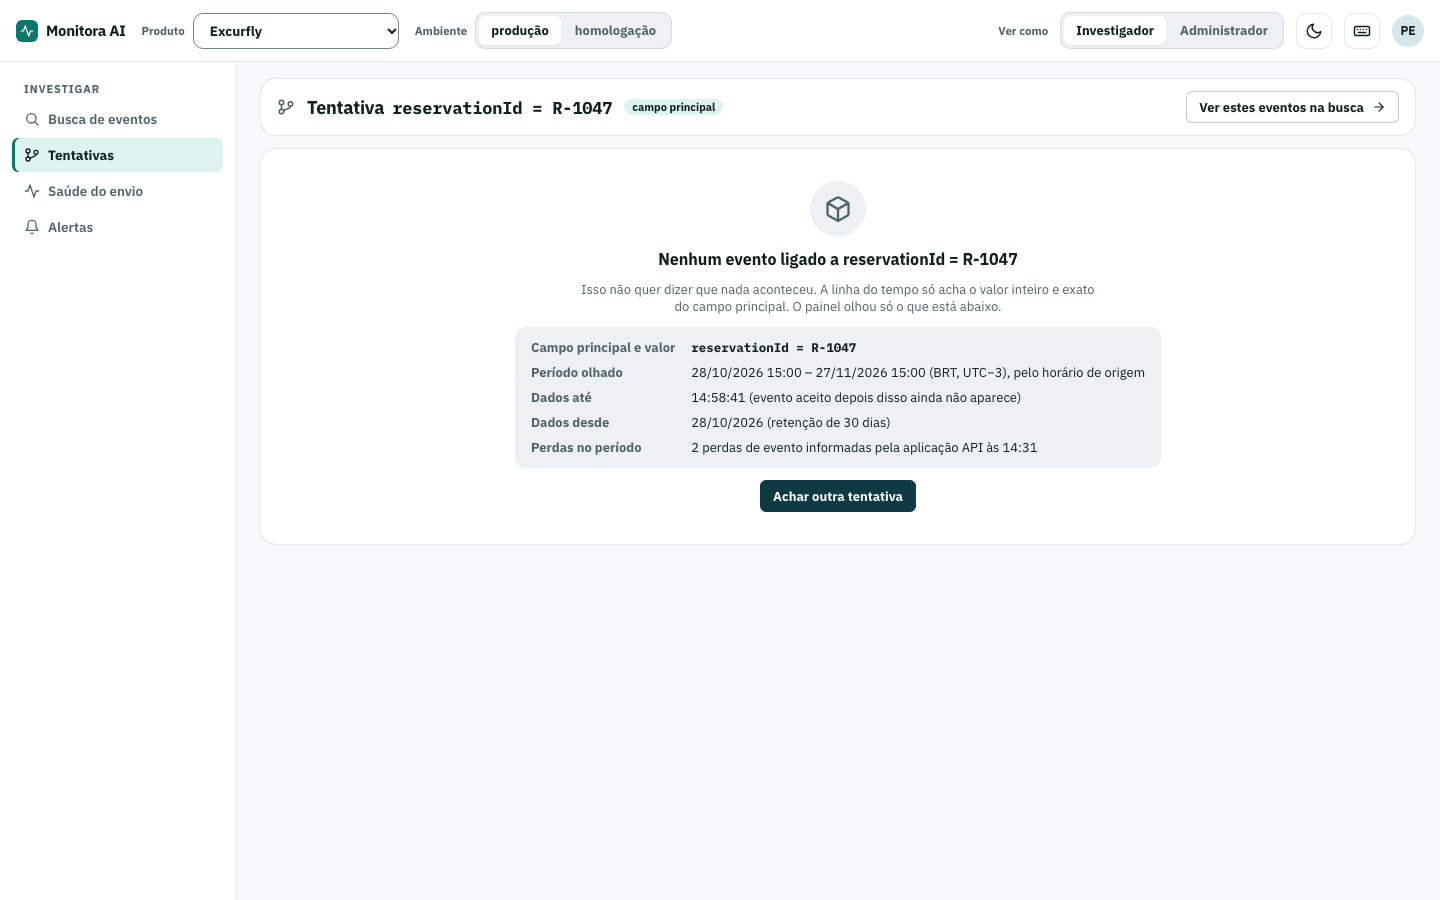 Monitora AI
Produto
Excurfly
Ambiente
produção
homologação
Ver como
Investigador
Administrador
PE
INVESTIGAR
Busca de eventos
Tentativas
Saúde do envio
Alertas
Tentativa reservationId = R-1047
campo principal
Ver estes eventos na busca
Nenhum evento ligado a reservationId = R-1047
Isso não quer dizer que nada aconteceu. A linha do tempo só acha o valor inteiro e exato
do campo principal. O painel olhou só o que está abaixo.
Campo principal e valor reservationId = R-1047
Período olhado 28/10/2026 15:00 – 27/11/2026 15:00 (BRT, UTC−3), pelo horário de origem
Dados até 14:58:41 (evento aceito depois disso ainda não aparece)
Dados desde 28/10/2026 (retenção de 30 dias)
Perdas no período 2 perdas de evento informadas pela aplicação API às 14:31
Achar outra tentativa